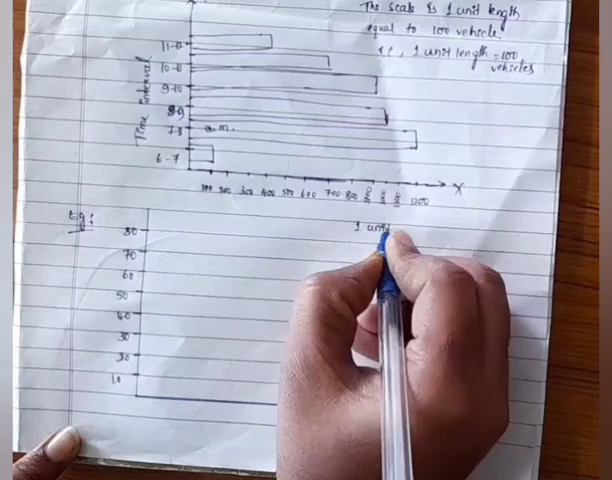 The scale is 1 unit length
equal to 100 vehicle.
i.e, 1 unit length = 100
vehicles
Time interval
11-12
10-11
9-10
8-9
7-8 a.m.
6-7
100 200 300 400 500 600 700 800 1200 X
Eg:
80
70
60
50
40
30
20
10
1 unit